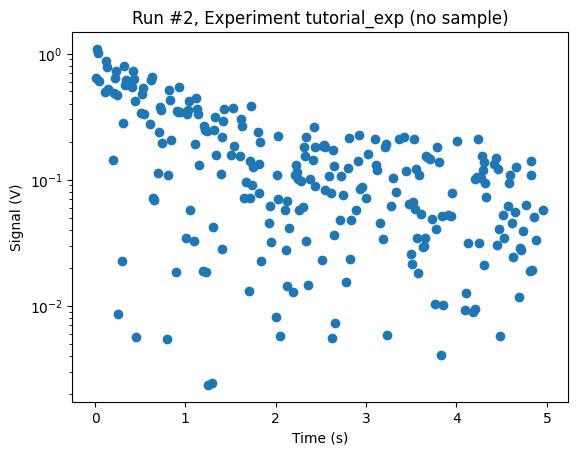 Run #2, Experiment tutorial_exp (no sample)
Signal (V)
10⁰
10⁻¹
10⁻²
0 1 2 3 4 5
Time (s)